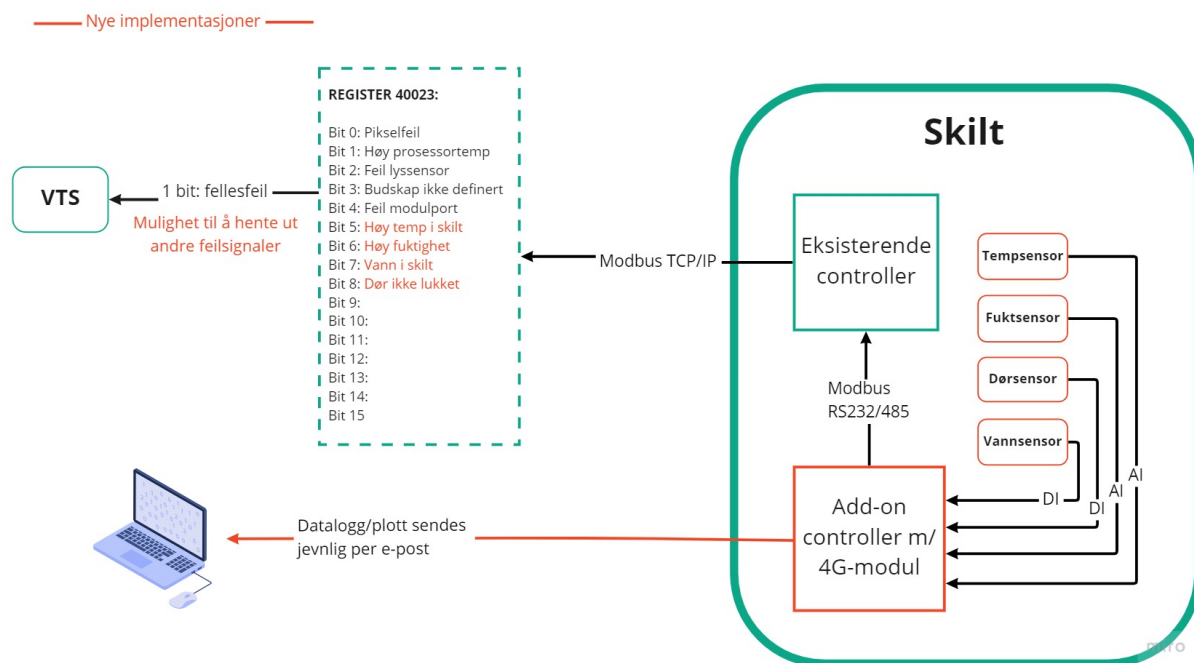 Nye implementasjoner
REGISTER 40023:
Bit 0: Pikselfeil
Bit 1: Høy prosessortemp
Bit 2: Feil lyssensor
Bit 3: Budskap ikke definert
Bit 4: Feil modulport
Bit 5: Høy temp i skilt
Bit 6: Høy fuktighet
Bit 7: Vann i skilt
Bit 8: Dør ikke lukket
Bit 9:
Bit 10:
Bit 11:
Bit 12:
Bit 13:
Bit 14:
Bit 15
VTS
1 bit: fellesfeil
Mulighet til å hente ut
andre feilsignaler
Modbus TCP/IP
Skilt
Eksisterende
controller
Tempsensor
Fuktsensor
Dørsensor
Vannsensor
Modbus
RS232/485
DI
DI
AI
AI
Add-on
controller m/
4G-modul
Datalogg/plott sendes
jevnlig per e-post
miro